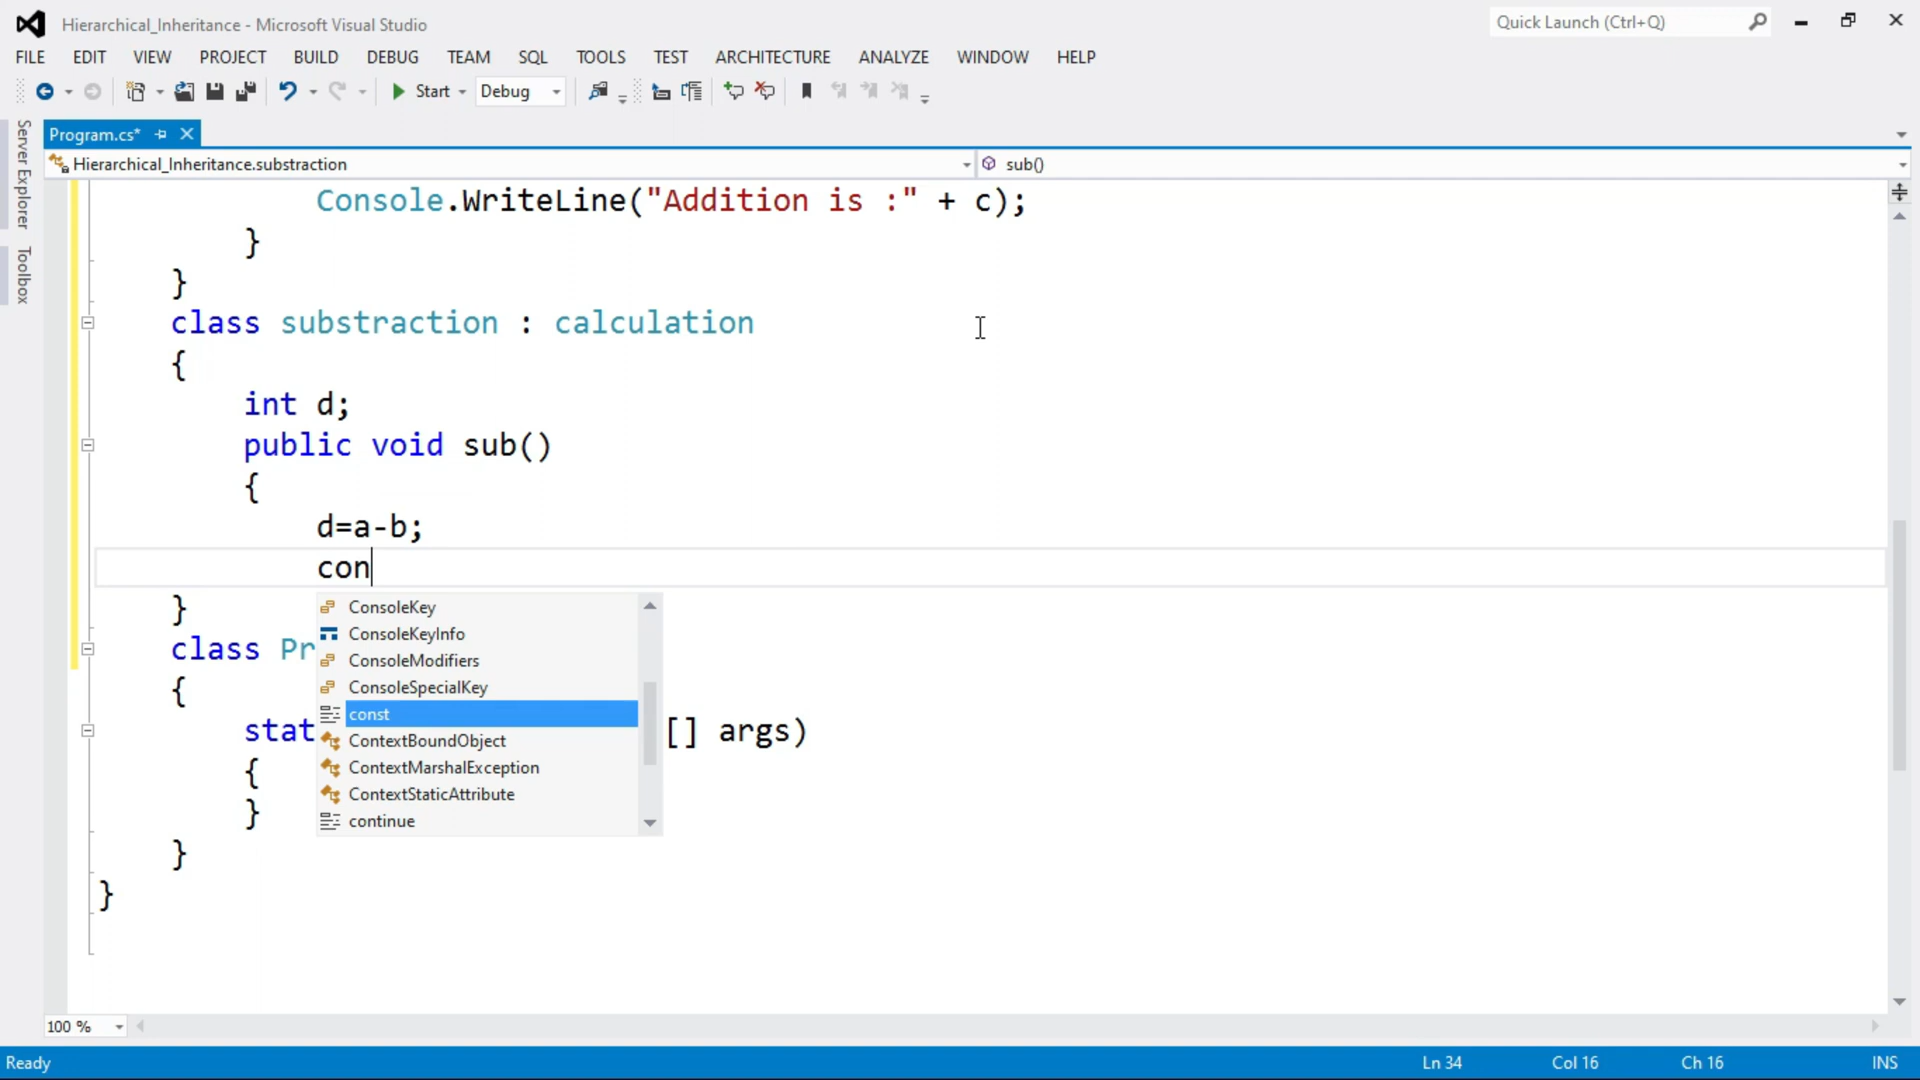 Hierarchical_Inheritance - Microsoft Visual Studio
Quick Launch (Ctrl+Q)
FILE EDIT VIEW PROJECT BUILD DEBUG TEAM SQL TOOLS TEST ARCHITECTURE ANALYZE WINDOW HELP
Start Debug
Server Explorer
Toolbox
Program.cs*
Hierarchical_Inheritance.substraction
sub()
Console.WriteLine("Addition is :" + c);
}
}
class substraction : calculation
{
int d;
public void sub()
{
d=a-b;
con
}
ConsoleKey
ConsoleKeyInfo
ConsoleModifiers
ConsoleSpecialKey
const
ContextBoundObject
ContextMarshalException
ContextStaticAttribute
continue
class Pr
{
stat [] args)
{
}
}
}
100 %
Ready Ln 34 Col 16 Ch 16 INS